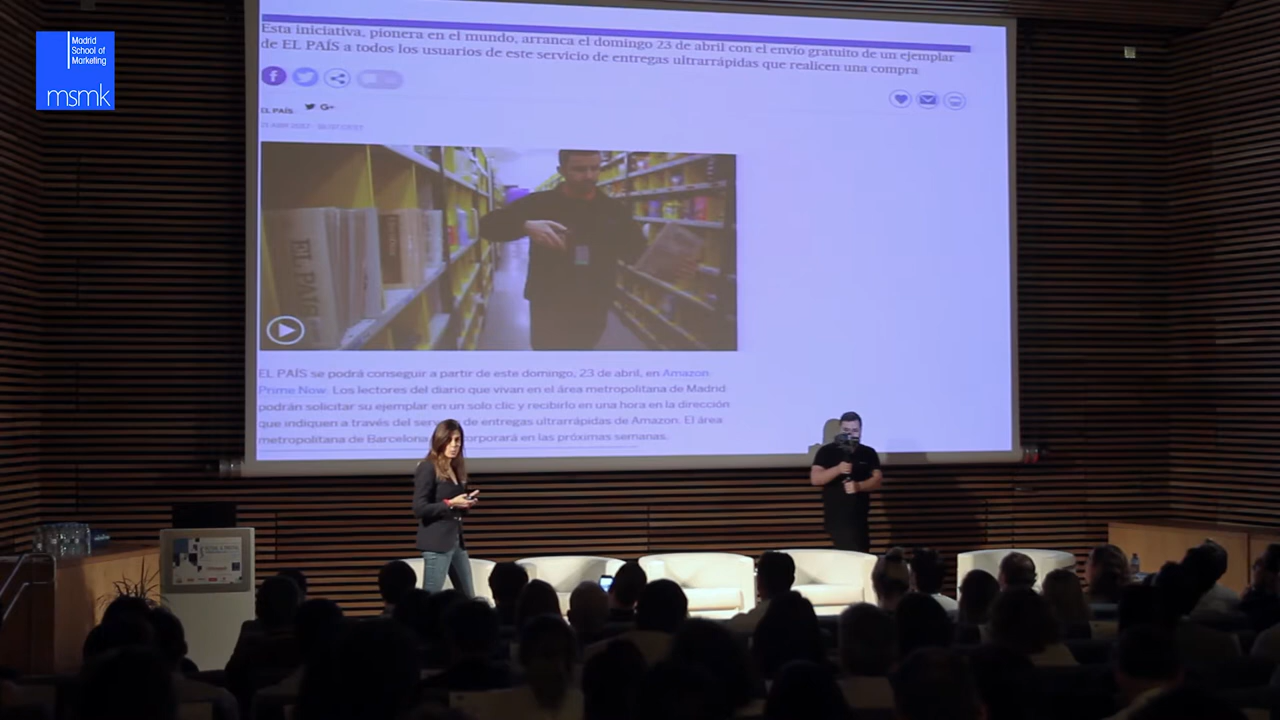 Madrid
School of
Marketing
msmk
Esta iniciativa, pionera en el mundo, arranca el domingo 23 de abril con el envío gratuito de un ejemplar
de EL PAÍS a todos los usuarios de este servicio de entregas ultrarrápidas que realicen una compra
EL PAÍS
EL PAÍS
EL PAÍS se podrá conseguir a partir de este domingo, 23 de abril, en Amazon
Prime Now. Los lectores del diario que vivan en el área metropolitana de Madrid
podrán solicitar su ejemplar en un solo clic y recibirlo en una hora en la dirección
que indiquen a través del de entregas ultrarrápidas de Amazon. El área
metropolitana de Barcelona en las próximas semanas.